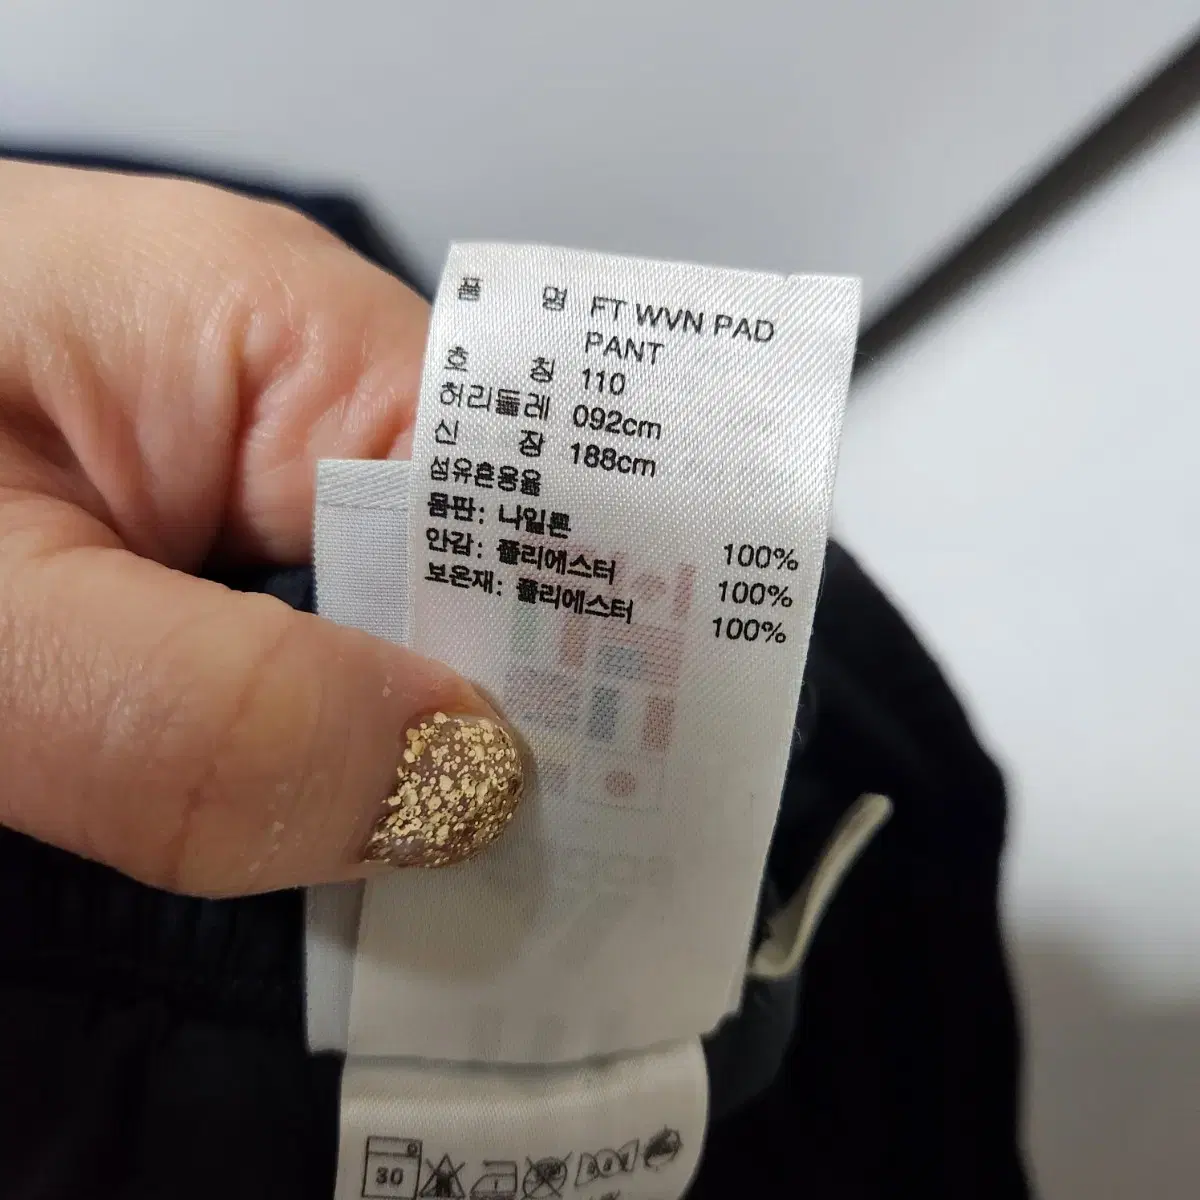 품 명 FT WVN PAD
PANT
호 칭 110
허리둘레 092cm
신 장 188cm
섬유혼용율
몸판: 나일론 100%
안감: 폴리에스터 100%
보온재: 폴리에스터 100%
30